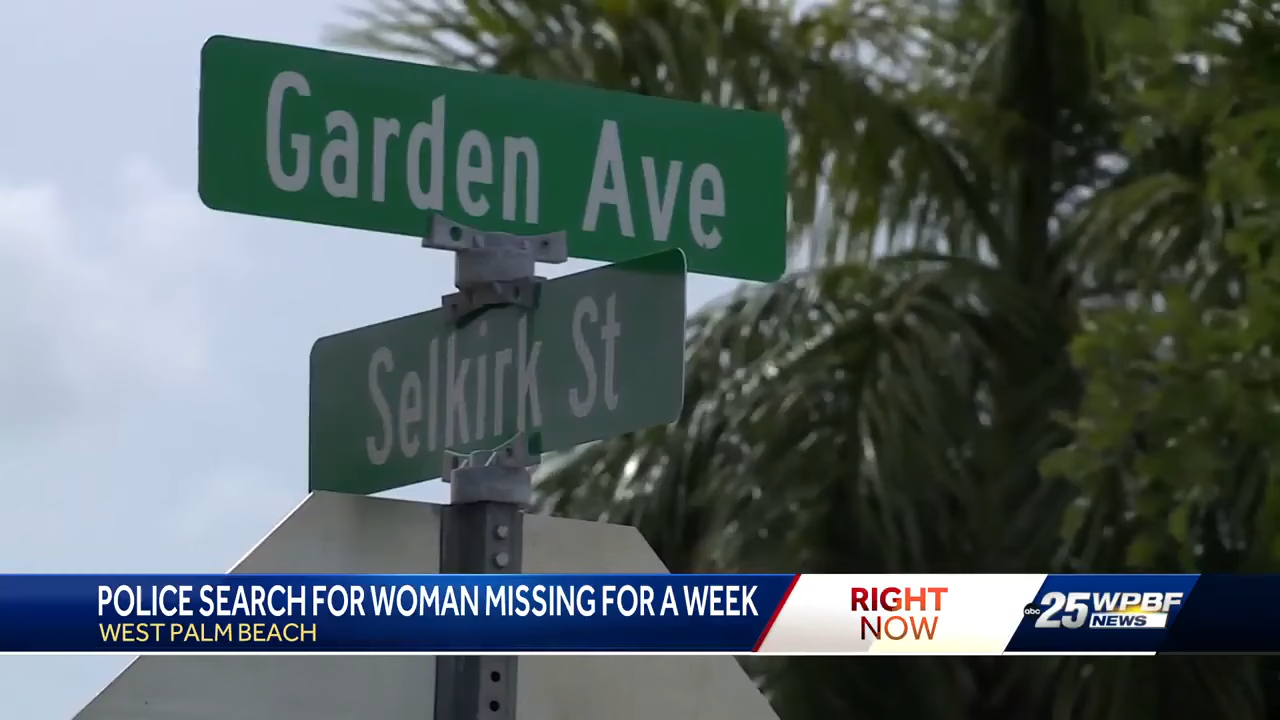 Garden Ave
Selkirk St
POLICE SEARCH FOR WOMAN MISSING FOR A WEEK
WEST PALM BEACH
RIGHT
NOW
abc 25 WPBF
NEWS